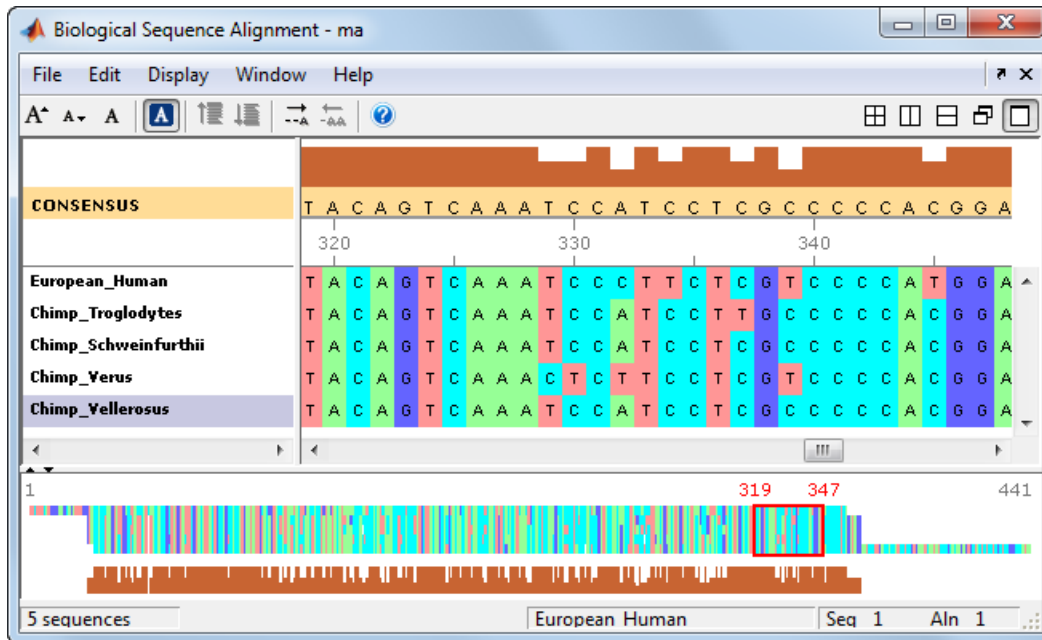 Biological Sequence Alignment - ma
File Edit Display Window Help
A A A A --A -AA ?
CONSENSUS T A C A G T C A A A T C C A T C C T C G C C C C C A C G G A
320 330 340
European_Human T A C A G T C A A A T C C C T T C T C G T C C C C A T G G A
Chimp_Troglodytes T A C A G T C A A A T C C A T C C T T G C C C C C A C G G A
Chimp_Schweinfurthii T A C A G T C A A A T C C A T C C T C G C C C C C A C G G A
Chimp_Verus T A C A G T C A A A C T C T T C C T C G T C C C C A C G G A
Chimp_Vellerosus T A C A G T C A A A T C C A T C C T C G C C C C C A C G G A
1 319 347 441
5 sequences European Human Seq 1 Aln 1